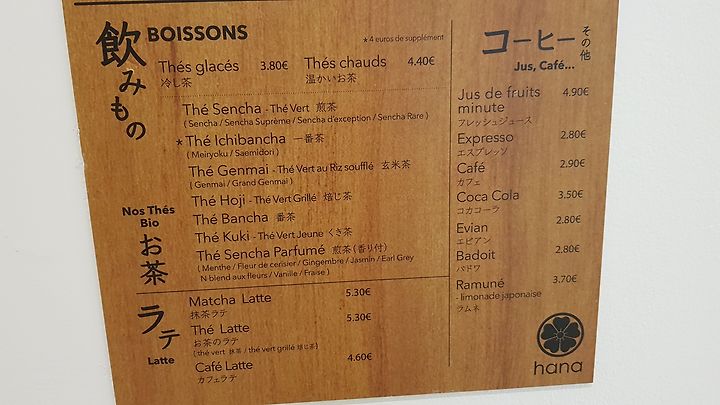 飲みもの
BOISSONS
* 4 euros de supplément
Thés glacés 3.80€
冷し茶
Thés chauds 4.40€
温かいお茶
Thé Sencha - Thé Vert 煎茶
( Sencha / Sencha Suprème / Sencha d'exception / Sencha Rare )
* Thé Ichibancha 一番茶
( Meinyoku / Saemidori )
Thé Genmai - Thé Vert au Riz soufflé 玄米茶
( Genmai / Grand Genmai )
Thé Hoji - Thé Vert Grillé 焙じ茶
Thé Bancha 番茶
Thé Kuki - Thé Vert Jeune くき茶
Thé Sencha Parfumé 煎茶(香り付)
( Menthe / Fleur de cerisier / Gingembre / Jasmin / Earl Grey
N blend aux fleurs / Vanille / Fraise )
Nos Thés
Bio
お茶
ラテ
Latte
Matcha Latte 5.30€
抹茶ラテ
Thé Latte 5.30€
お茶のラテ
( thé vert 抹茶 / thé vert grillé 焙じ茶)
Café Latte 4.60€
カフェラテ
コーヒー
その他
Jus, Café...
Jus de fruits 4.90€
minute
フレッシュジュース
Expresso 2.80€
エスプレッソ
Café 2.90€
カフェ
Coca Cola 3.50€
コカコーラ
Evian 2.80€
エビアン
Badoit 2.80€
バドワ
Ramuné 3.70€
- limonade japonaise
ラムネ
hana